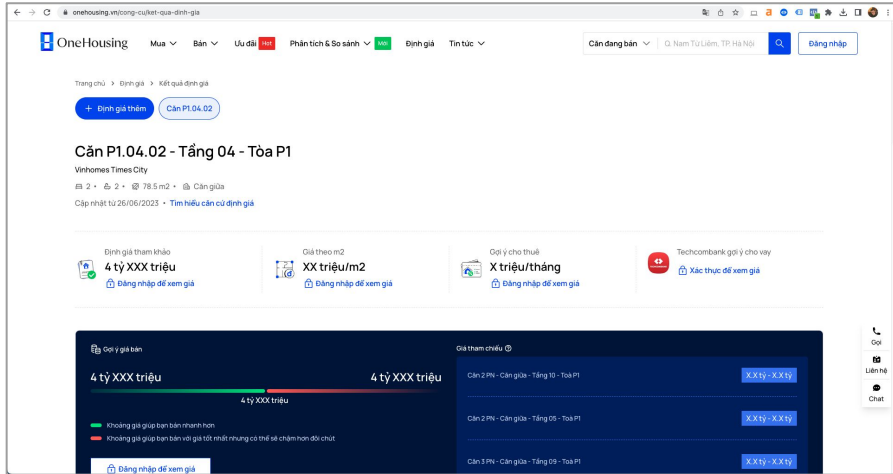 onehousing.vn/cong-cu/ket-qua-dinh-gia
OneHousing Mua Bán Ưu đãi Hot Phân tích & So sánh Mới Định giá Tin tức Căn đang bán Q. Nam Từ Liêm, TP. Hà Nội Đăng nhập
Trang chủ > Định giá > Kết quả định giá
+ Định giá thêm Căn P1.04.02
Căn P1.04.02 - Tầng 04 - Tòa P1
Vinhomes Times City
2 • 2 • 78.5 m2 • Căn giữa
Cập nhật từ 26/06/2023 • Tìm hiểu căn cứ định giá
Định giá tham khảo
4 tỷ XXX triệu
Đăng nhập để xem giá
Giá theo m2
XX triệu/m2
Đăng nhập để xem giá
Gợi ý cho thuê
X triệu/tháng
Đăng nhập để xem giá
Techcombank gợi ý cho vay
Xác thực để xem giá
Gợi ý giá bán
4 tỷ XXX triệu 4 tỷ XXX triệu
4 tỷ XXX triệu
Khoảng giá giúp bạn bán nhanh hơn
Khoảng giá giúp bạn bán với giá tốt nhất nhưng có thể sẽ chậm hơn đôi chút
Đăng nhập để xem giá
Giá tham chiếu
Căn 2 PN - Căn giữa - Tầng 10 - Toà P1 X.X tỷ - X.X tỷ
Căn 2 PN - Căn giữa - Tầng 05 - Toà P1 X.X tỷ - X.X tỷ
Căn 3 PN - Căn giữa - Tầng 09 - Toà P1 X.X tỷ - X.X tỷ
Gọi
Liên hệ
Chat